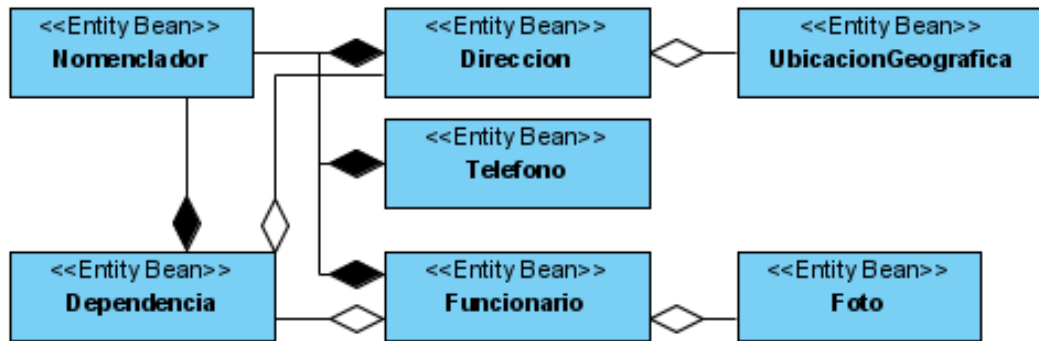 <<Entity Bean>>
Nomenclador
<<Entity Bean>>
Direccion
<<Entity Bean>>
UbicacionGeografica
<<Entity Bean>>
Telefono
<<Entity Bean>>
Dependencia
<<Entity Bean>>
Funcionario
<<Entity Bean>>
Foto